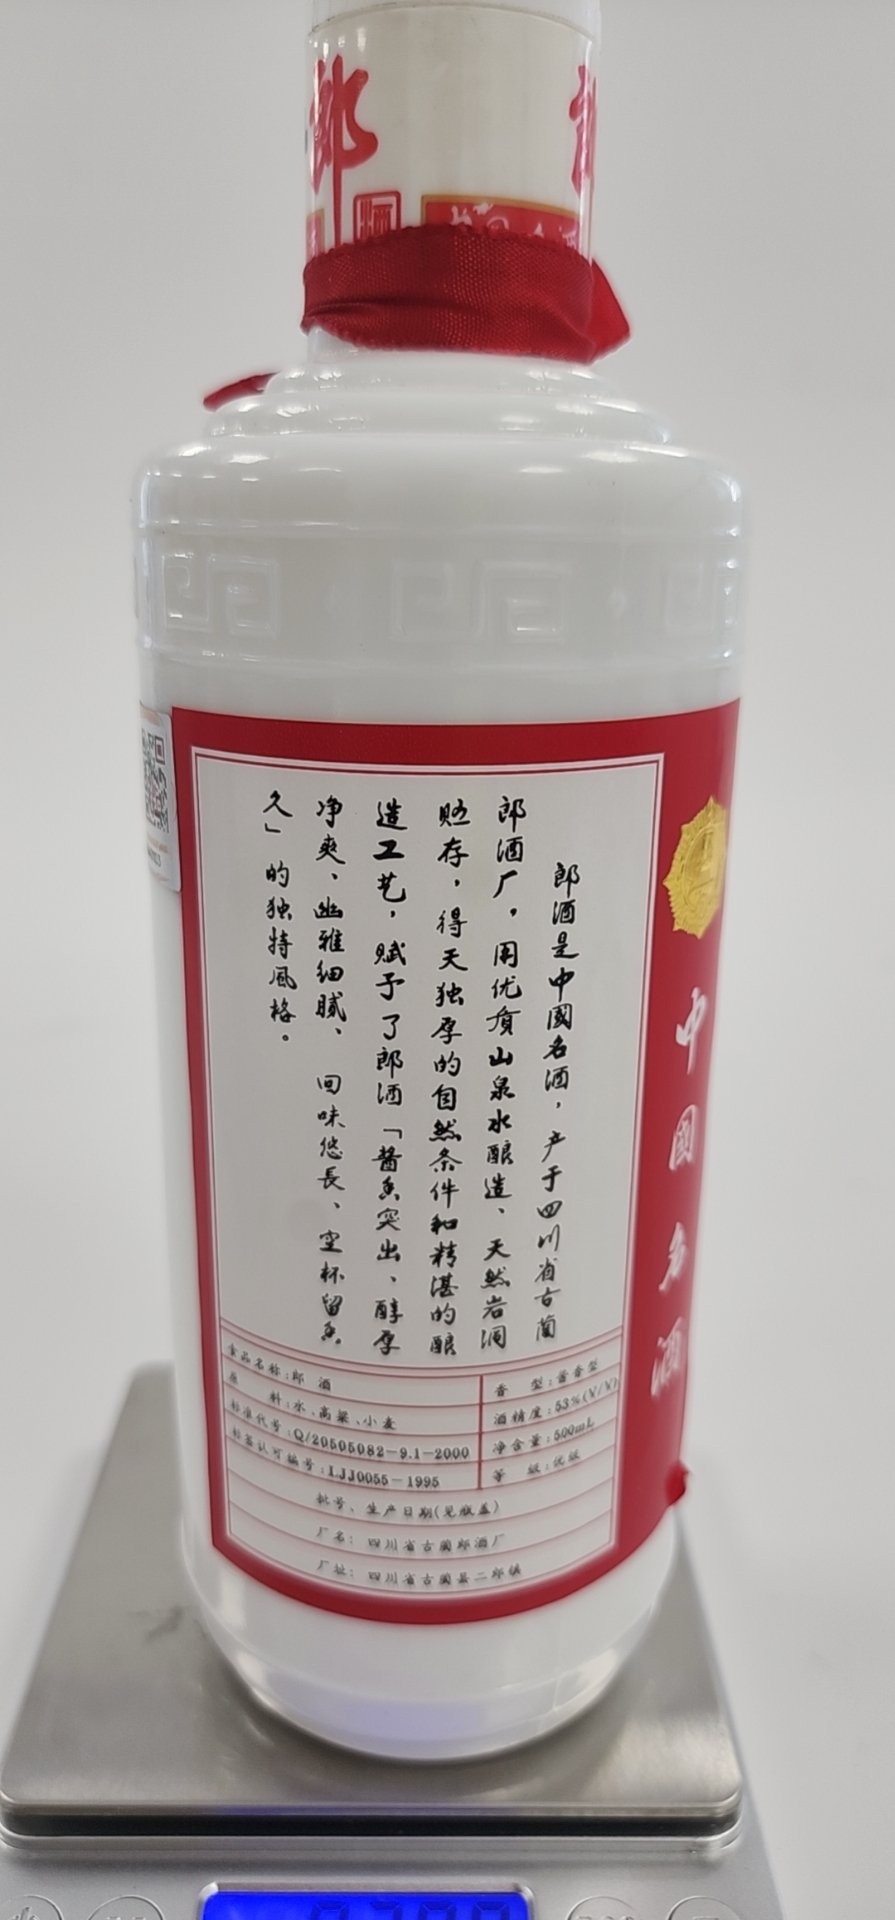 郎
酒
郎酒是中國名酒，产于四川省古蔺
郎酒厂，用优质山泉水酿造、天然岩洞
贮存，得天独厚的自然条件和精湛的酿
造工艺，赋予了郎酒「酱香突出、醇厚
净爽、幽雅细腻、回味悠長、空杯留香
久」的独特風格。
中國名酒
食品名称:郎 酒
香 型:酱香型
原 料:水、高粱、小麦
酒精度:53%(V/V)
标准代号:Q/20505082-9.1-2000
净含量:500mL
标签认可编号:LJJ0055-1995
等 级:优级
批号、生产日期(见瓶盖)
厂名:四川省古蔺郎酒厂
厂址:四川省古蔺县二郎镇